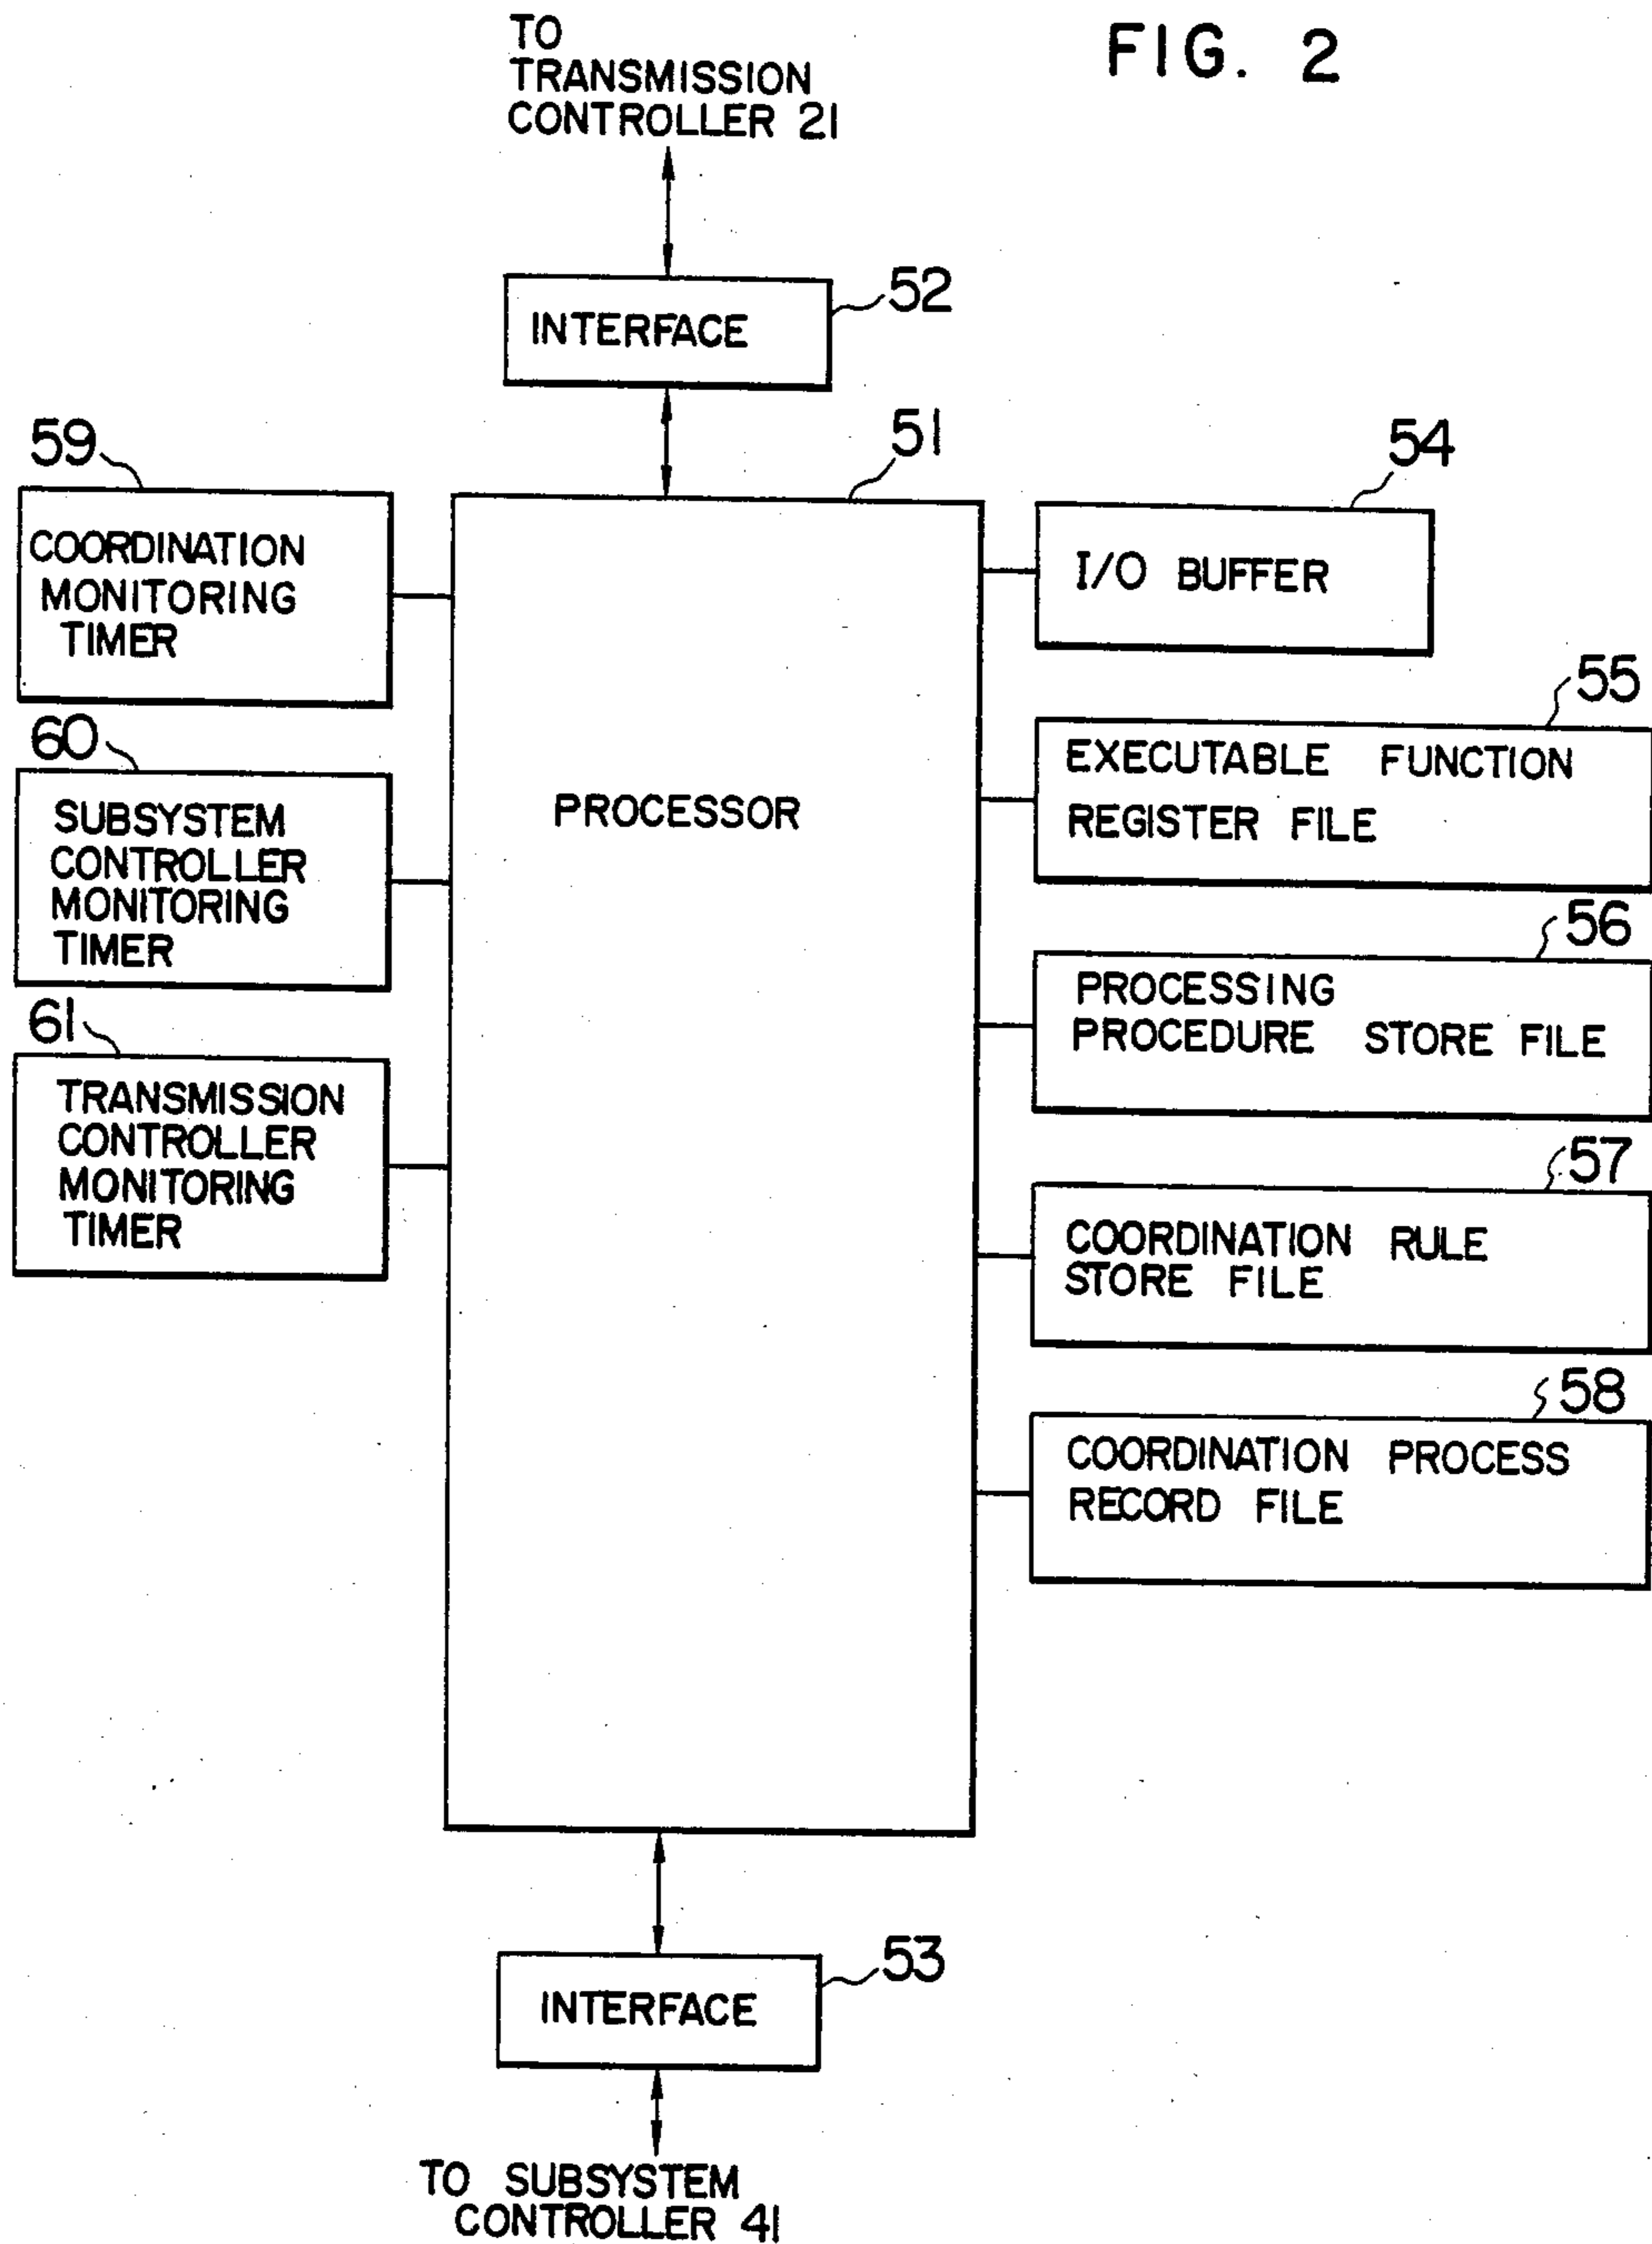 FIG. 2
TO
TRANSMISSION
CONTROLLER 21
INTERFACE
52
51
PROCESSOR
59
COORDINATION
MONITORING
TIMER
60
SUBSYSTEM
CONTROLLER
MONITORING
TIMER
61
TRANSMISSION
CONTROLLER
MONITORING
TIMER
54
I/O BUFFER
55
EXECUTABLE FUNCTION
REGISTER FILE
56
PROCESSING
PROCEDURE STORE FILE
57
COORDINATION RULE
STORE FILE
58
COORDINATION PROCESS
RECORD FILE
53
INTERFACE
TO SUBSYSTEM
CONTROLLER 41